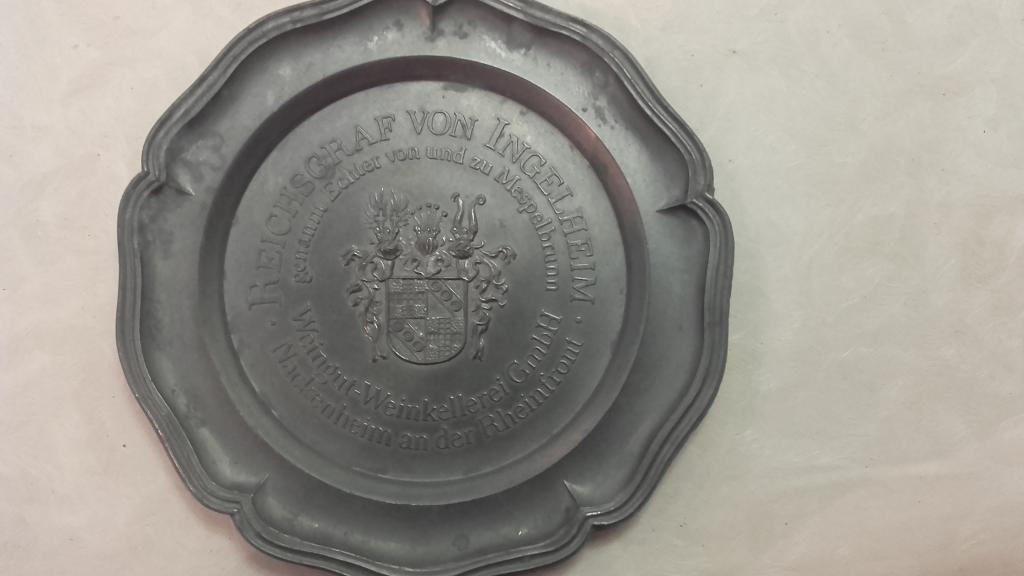 · REICHSGRAF VON INGELHEIM ·
genannt Echter von und zu Mespelbrunn
Weingut-Weinkellerei GmbH
Nackenheim an der Rheinfront